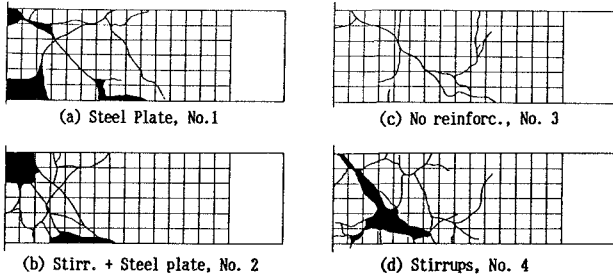 (a) Steel Plate, No.1
(c) No reinforc., No. 3
(b) Stirr. + Steel plate, No. 2
(d) Stirrups, No. 4